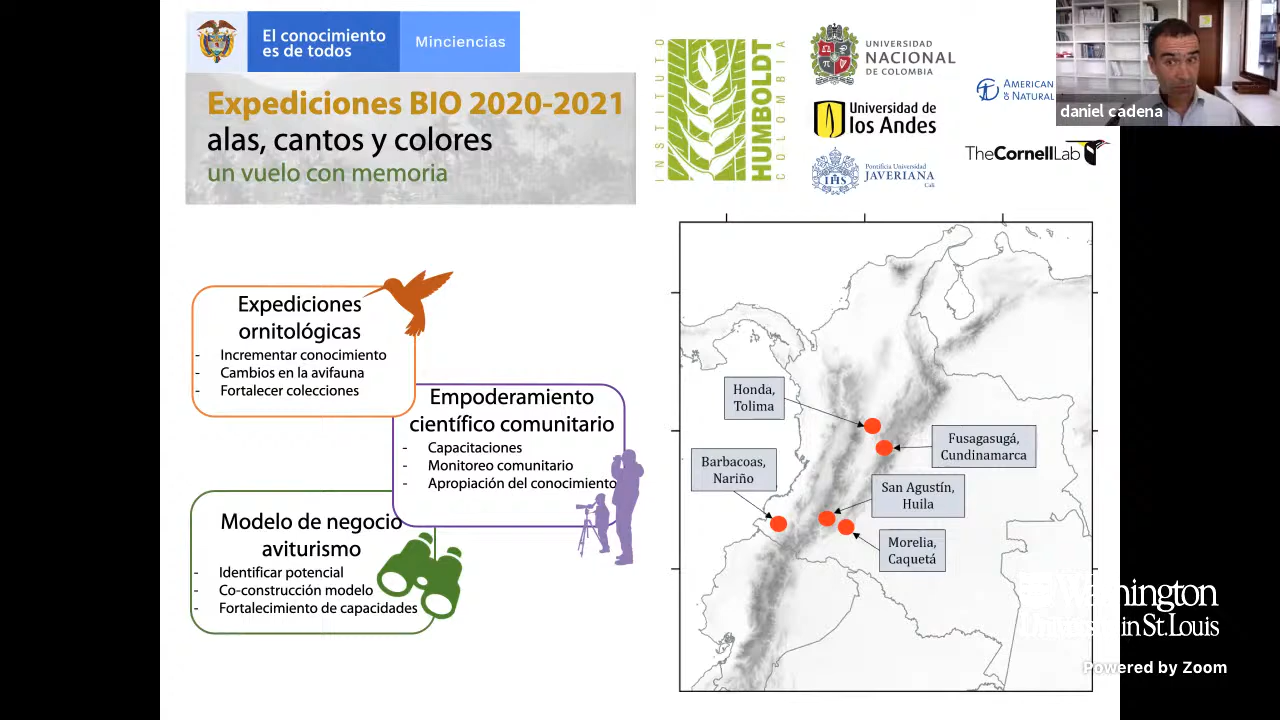 El conocimiento
es de todos
Minciencias
Expediciones BIO 2020-2021
alas, cantos y colores
un vuelo con memoria
INSTITUTO
HUMBOLDT
COLOMBIA
UNIVERSIDAD
NACIONAL
DE COLOMBIA
Universidad de
los Andes
IHS
Pontificia Universidad
JAVERIANA
Cali
AMERICAN
& NATURAL
TheCornellLab
daniel cadena
Expediciones
ornitológicas
- Incrementar conocimiento
- Cambios en la avifauna
- Fortalecer colecciones
Empoderamiento
científico comunitario
- Capacitaciones
- Monitoreo comunitario
- Apropiación del conocimiento
Modelo de negocio
aviturismo
- Identificar potencial
- Co-construcción modelo
- Fortalecimiento de capacidades
Honda,
Tolima
Fusagasugá,
Cundinamarca
Barbacoas,
Nariño
San Agustín,
Huila
Morelia,
Caquetá
Washington
University in St.Louis
Powered by Zoom